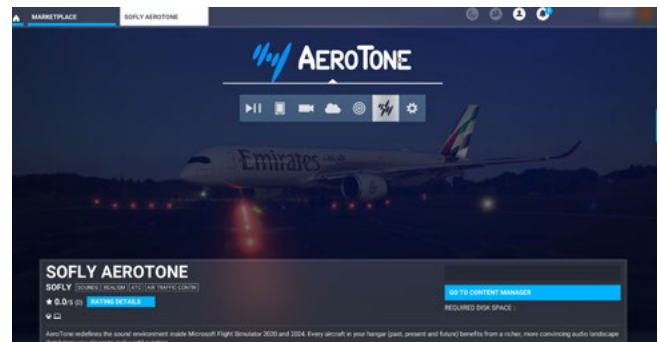 MARKETPLACE
SOFLY AEROTONE
AEROTONE
Emirates
SOFLY AEROTONE
SOFLY SOUNDS REALISM ATC AIR TRAFFIC CONTR
0.0/5 (0) RATING DETAILS
GO TO CONTENT MANAGER
REQUIRED DISK SPACE :
AeroTone redefines the sound environment inside Microsoft Flight Simulator 2020 and 2024. Every aircraft in your hangar (past, present and future) benefits from a richer, more convincing audio landscape